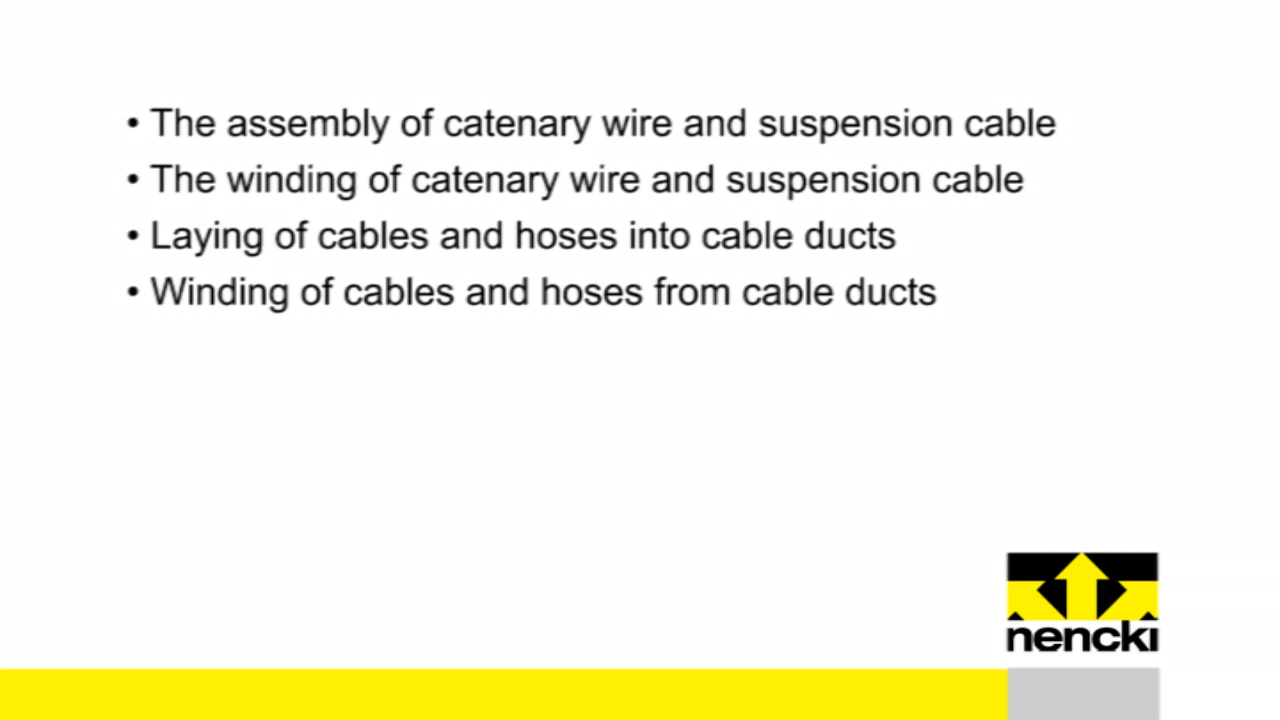 • The assembly of catenary wire and suspension cable
• The winding of catenary wire and suspension cable
• Laying of cables and hoses into cable ducts
• Winding of cables and hoses from cable ducts
nencki